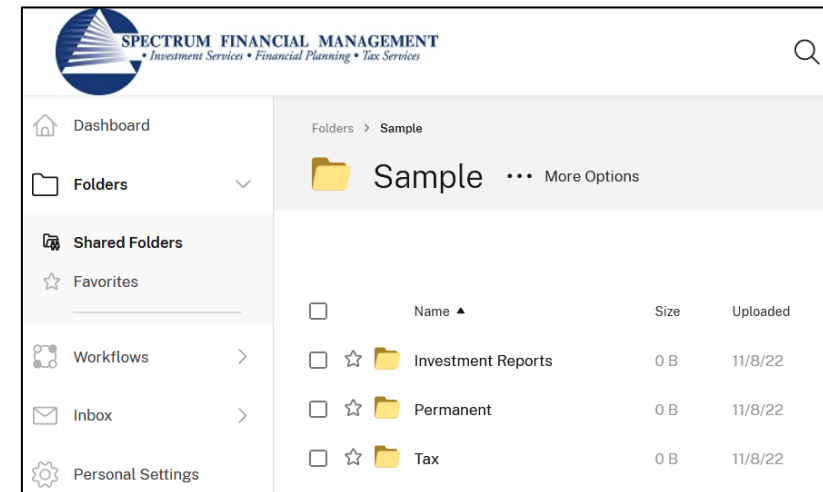 SPECTRUM FINANCIAL MANAGEMENT
• Investment Services • Financial Planning • Tax Services
Dashboard
Folders
Shared Folders
Favorites
Workflows
Inbox
Personal Settings
Folders > Sample
Sample ••• More Options
Name ▲ Size Uploaded
Investment Reports 0 B 11/8/22
Permanent 0 B 11/8/22
Tax 0 B 11/8/22